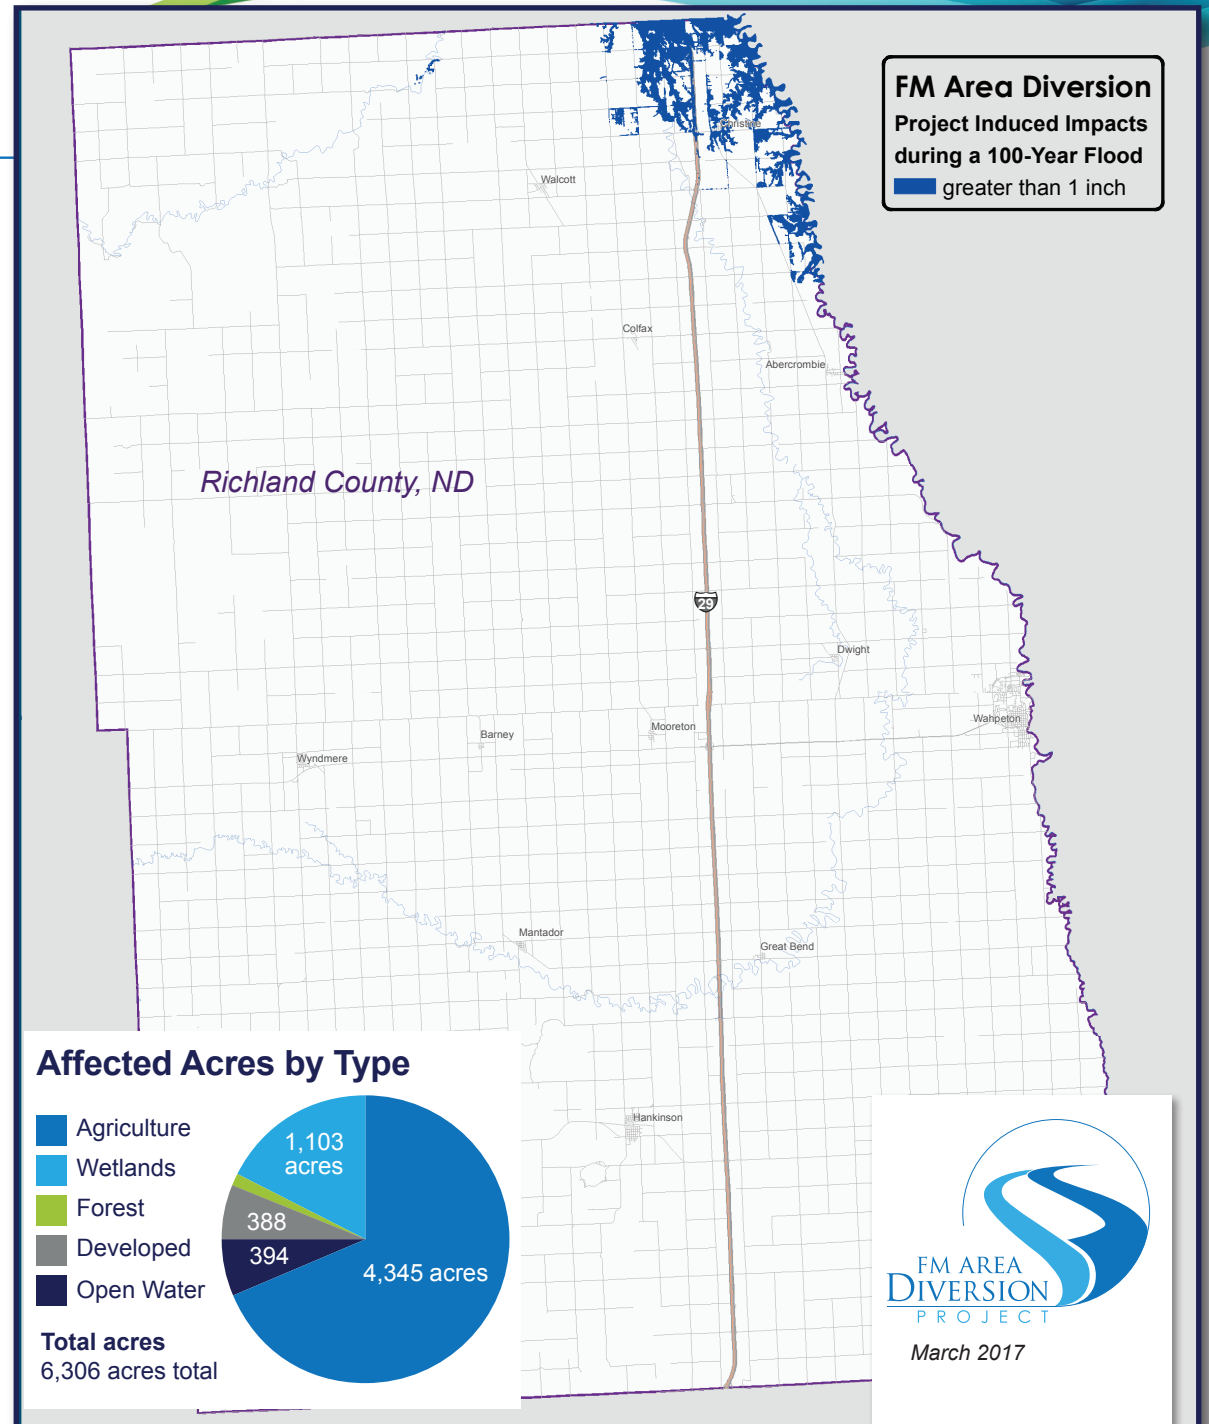 FM Area Diversion
Project Induced Impacts
during a 100-Year Flood
greater than 1 inch
Christine
Walcott
Colfax
Abercrombie
Richland County, ND
29
Dwight
Wahpeton
Mooreton
Barney
Wyndmere
Mantador
Great Bend
Hankinson
Affected Acres by Type
Agriculture
Wetlands
Forest
Developed
Open Water
1,103
acres
388
394
4,345 acres
Total acres
6,306 acres total
FM AREA
DIVERSION
PROJECT
March 2017